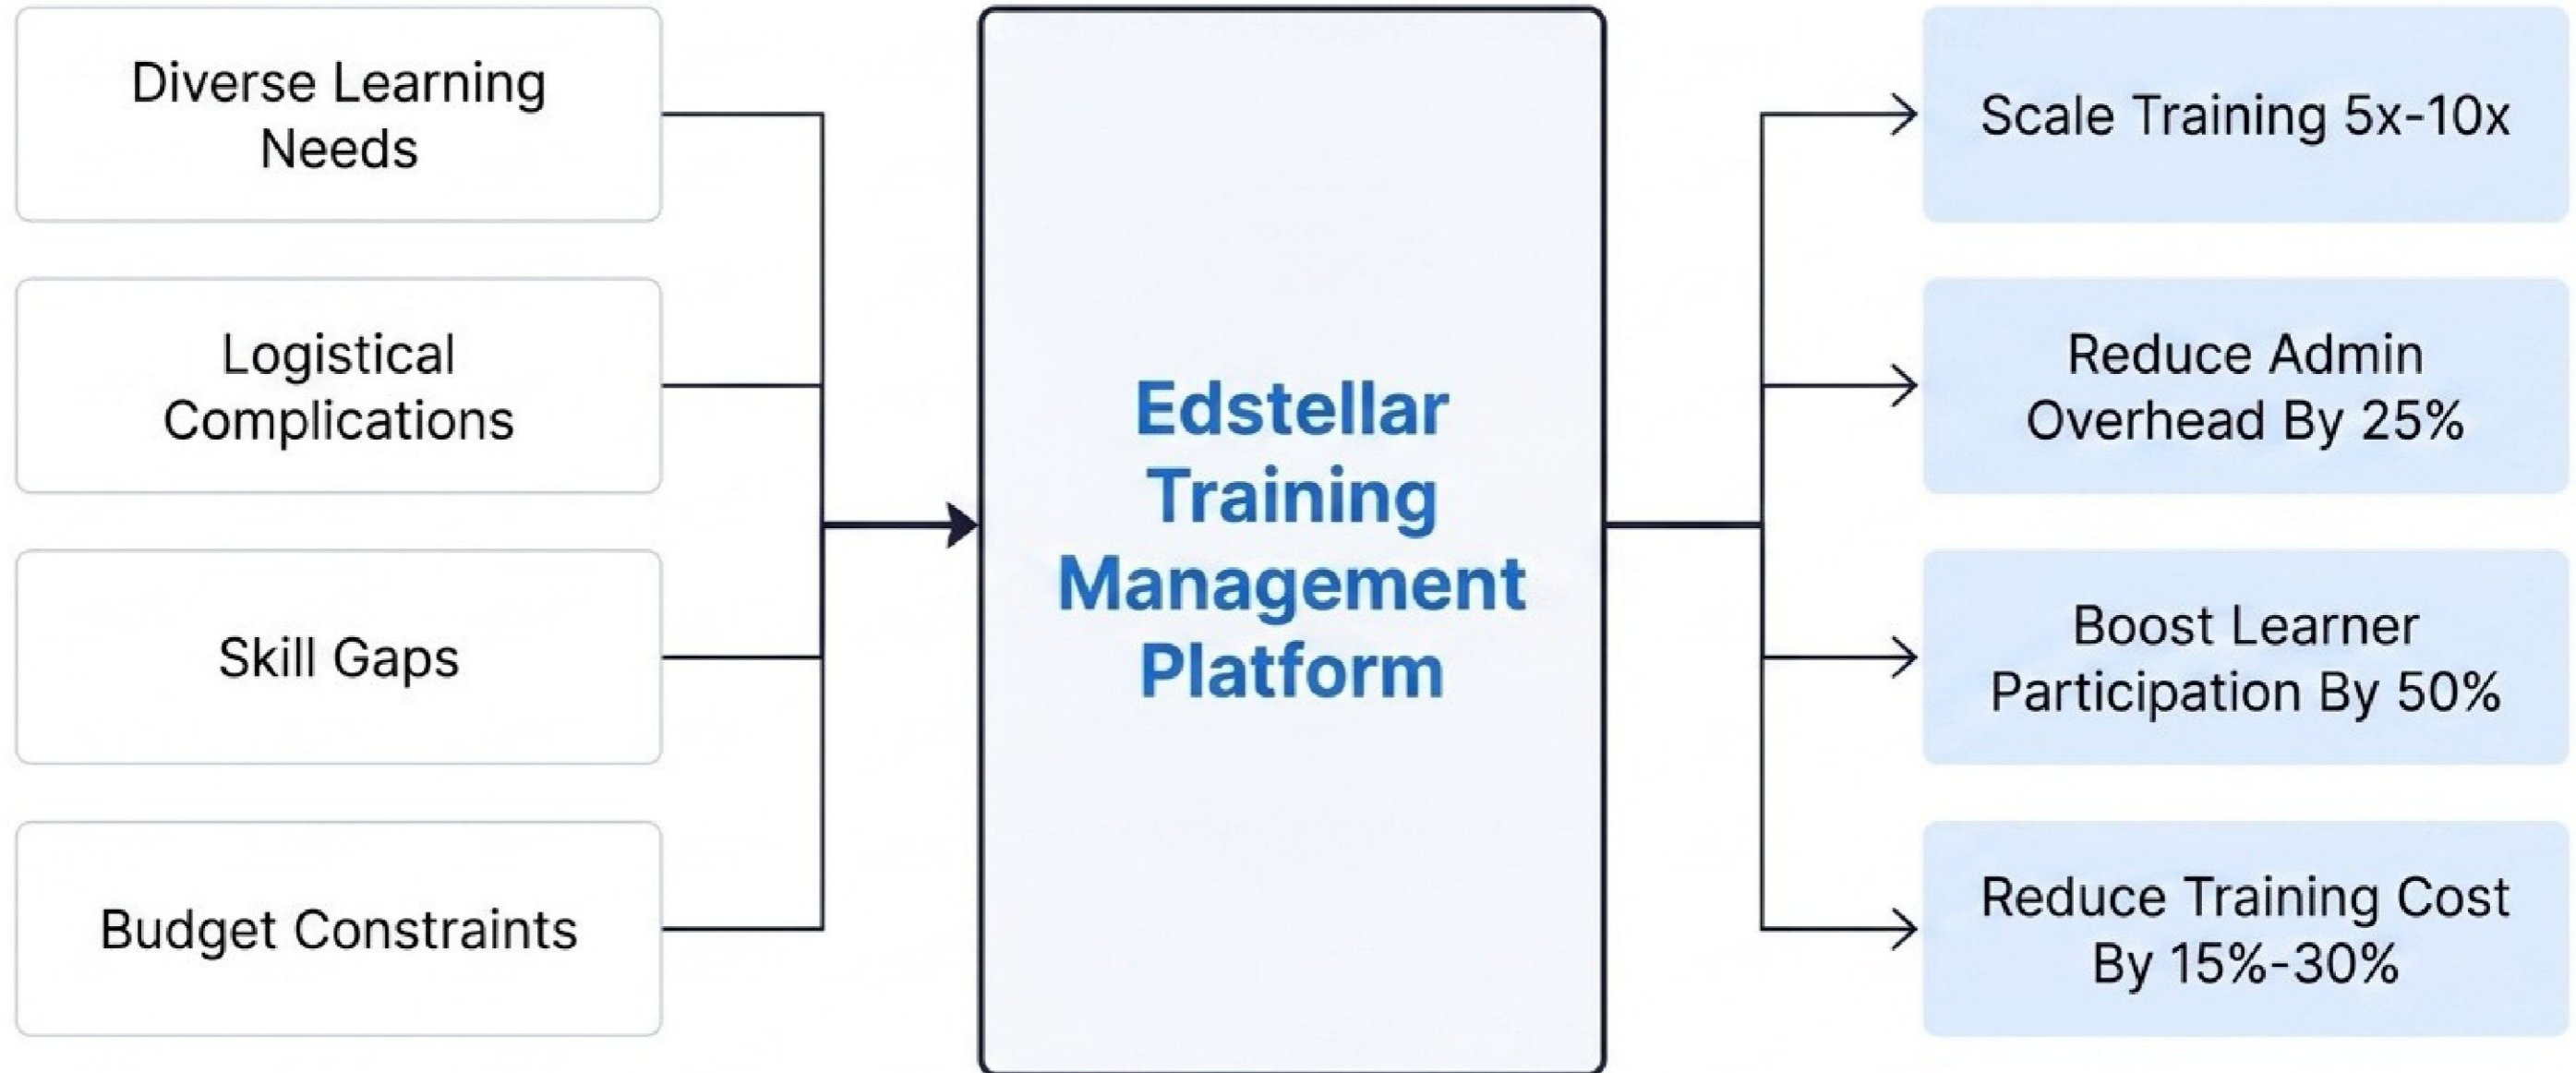 Diverse Learning
Needs
Logistical
Complications
Skill Gaps
Budget Constraints
Edstellar
Training
Management
Platform
Scale Training 5x-10x
Reduce Admin
Overhead By 25%
Boost Learner
Participation By 50%
Reduce Training Cost
By 15%-30%